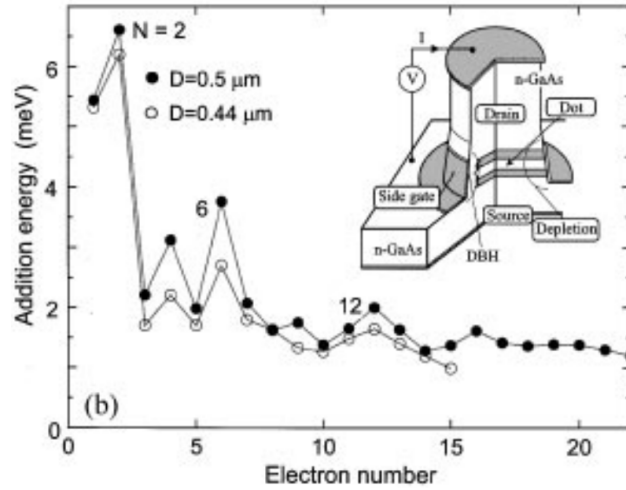 Addition energy (meV)
6
4
2
0
N = 2
D=0.5 μm
D=0.44 μm
6
12
(b)
0
5
10
15
20
Electron number
I
V
n-GaAs
Drain
Dot
Side gate
Source
Depletion
n-GaAs
DBH